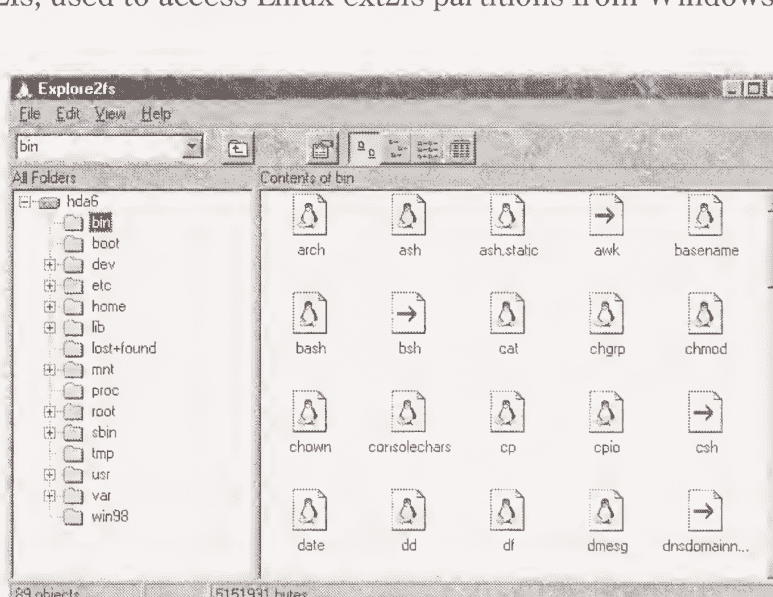 2fs, used to access Linux ext2fs partitions from Windows
Explore2fs
File Edit View Help
bin
All Folders
Contents of bin
hda6
bin
boot
dev
etc
home
lib
lost+found
mnt
proc
root
sbin
tmp
usr
var
win98
arch ash ash.static awk basename
bash bsh cat chgrp chmod
chown consolechars cp cpio csh
date dd df dmesg dnsdomainn...
89 objects 5151931 bytes